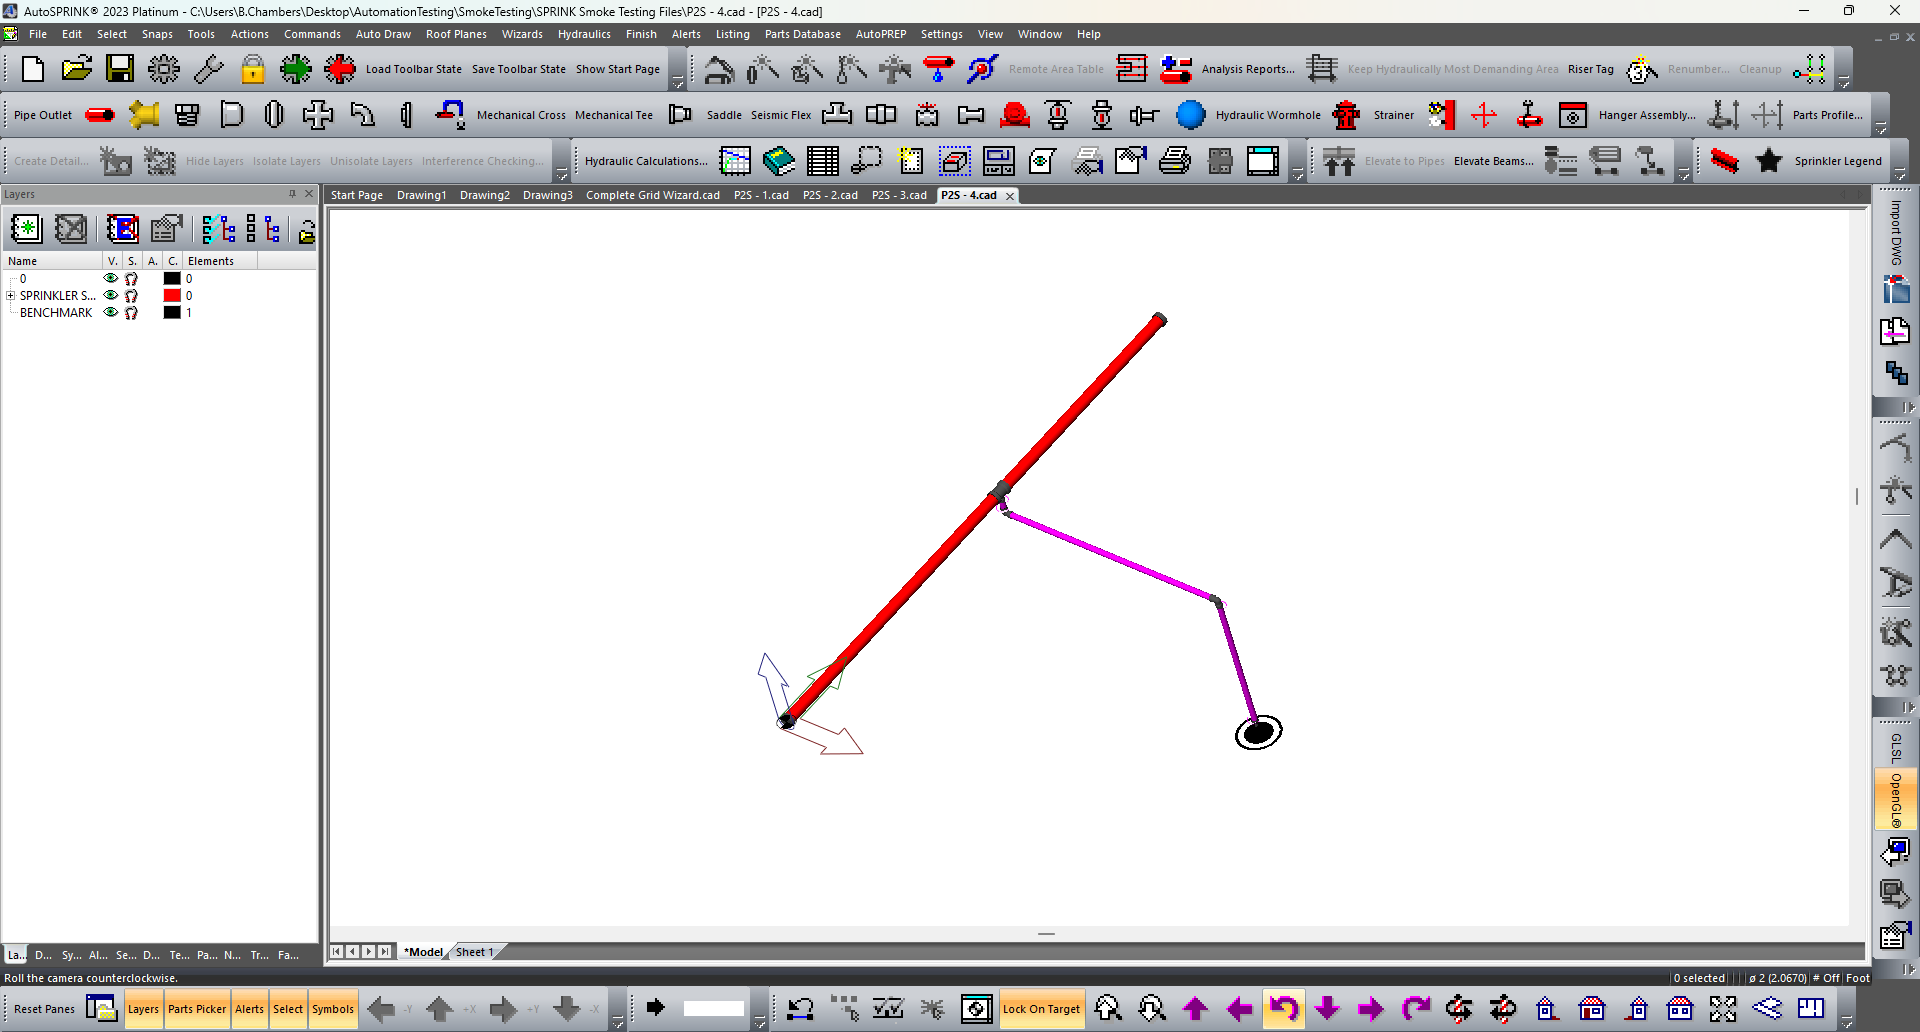 AutoSPRINK® 2023 Platinum - C:\Users\B.Chambers\Desktop\AutomationTesting\SmokeTesting\SPRINK Smoke Testing Files\P2S - 4.cad - [P2S - 4.cad]
File Edit Select Snaps Tools Actions Commands Auto Draw Roof Planes Wizards Hydraulics Finish Alerts Listing Parts Database AutoPREP Settings View Window Help
Load Toolbar State Save Toolbar State Show Start Page Remote Area Table Analysis Reports... Keep Hydraulically Most Demanding Area Riser Tag Renumber... Cleanup
Pipe Outlet Mechanical Cross Mechanical Tee Saddle Seismic Flex Hydraulic Wormhole Strainer Hanger Assembly... Parts Profile...
Create Detail... Hide Layers Isolate Layers Unisolate Layers Interference Checking... Hydraulic Calculations... Elevate to Pipes Elevate Beams... Sprinkler Legend
Layers
Start Page Drawing1 Drawing2 Drawing3 Complete Grid Wizard.cad P2S - 1.cad P2S - 2.cad P2S - 3.cad P2S - 4.cad
Name V. S. A. C. Elements
0 0
SPRINKLER S... 0
BENCHMARK 1
Import DWG
GLSL
OpenGL®
*Model Sheet 1
La... D... Sy... Al... Se... D... Te... Pa... N... Tr... Fa...
Roll the camera counterclockwise.
0 selected ø 2 (2.0670) # Off Foot
Reset Panes Layers Parts Picker Alerts Select Symbols -Y +X +Y -X Lock On Target